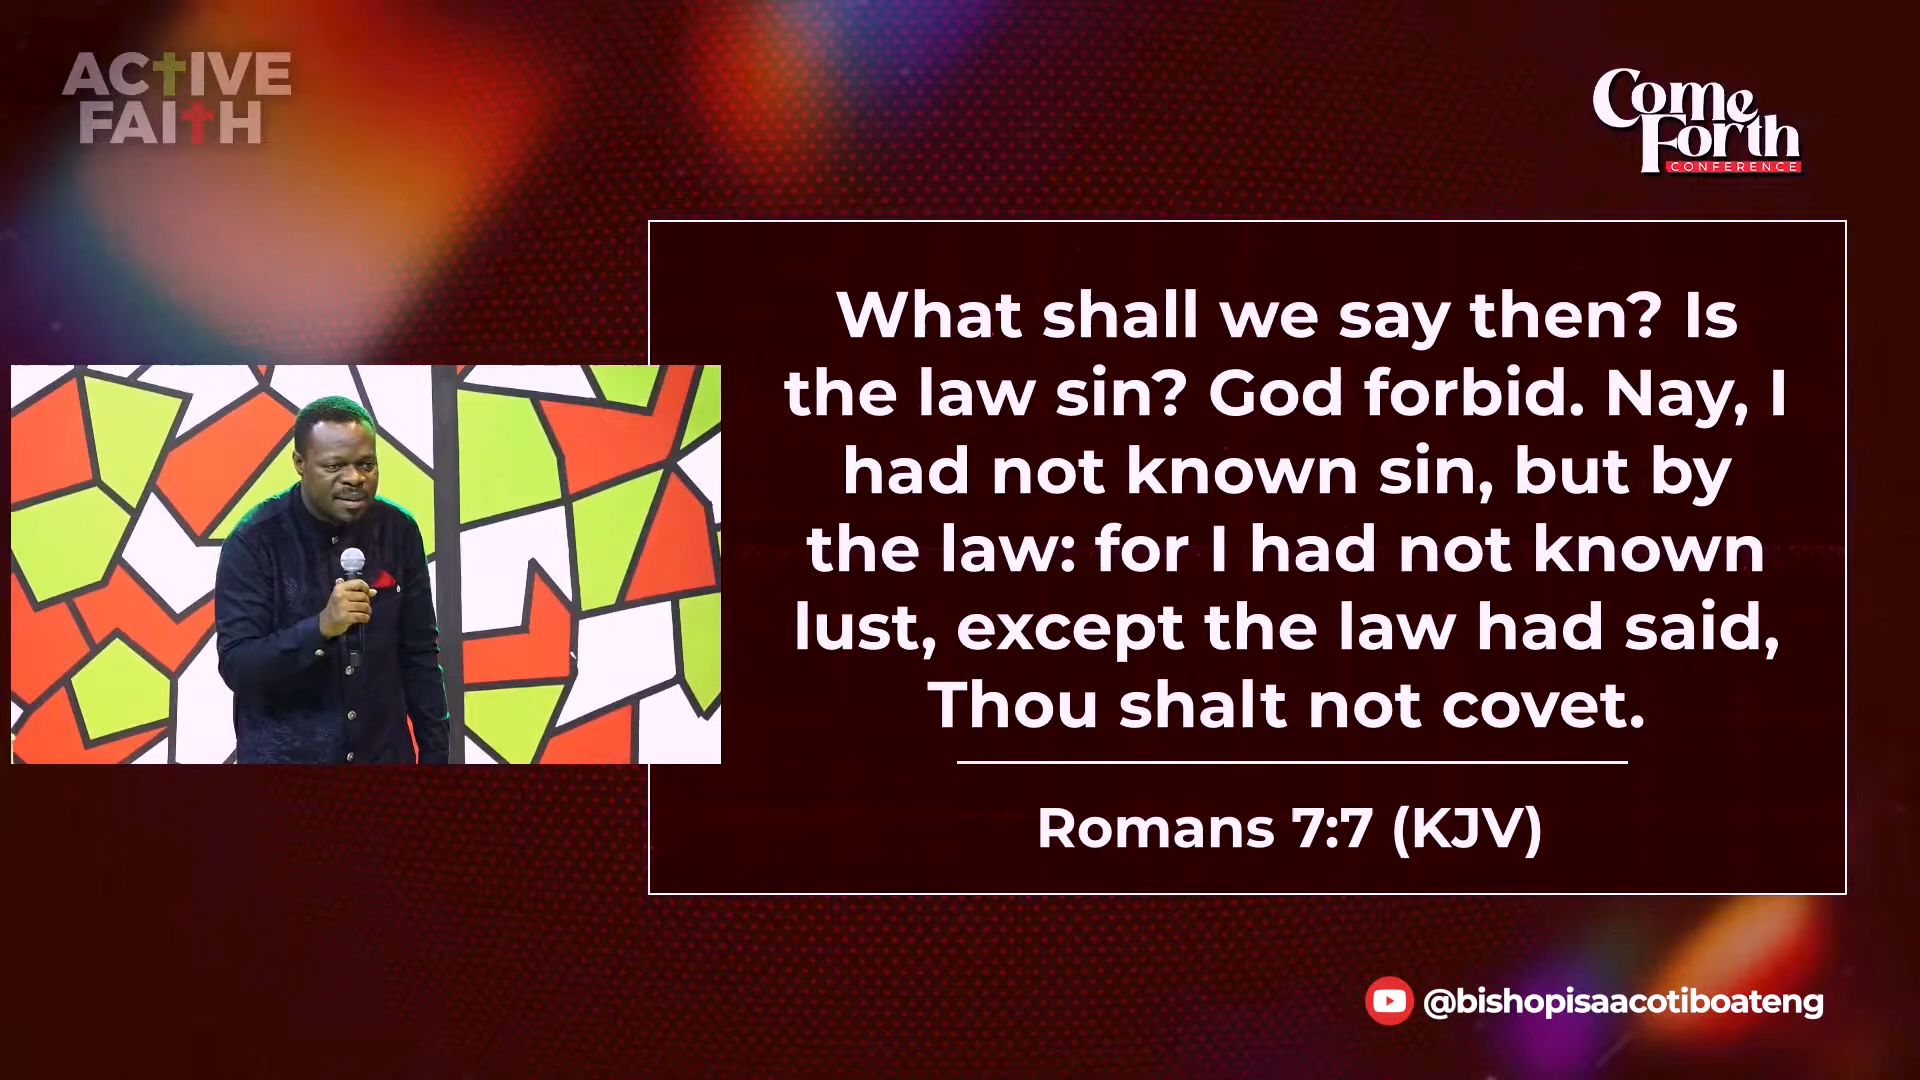 ACTIVE
FAITH
Come
Forth
CONFERENCE
What shall we say then? Is
the law sin? God forbid. Nay, I
had not known sin, but by
the law: for I had not known
lust, except the law had said,
Thou shalt not covet.
Romans 7:7 (KJV)
@bishopisaacotiboateng